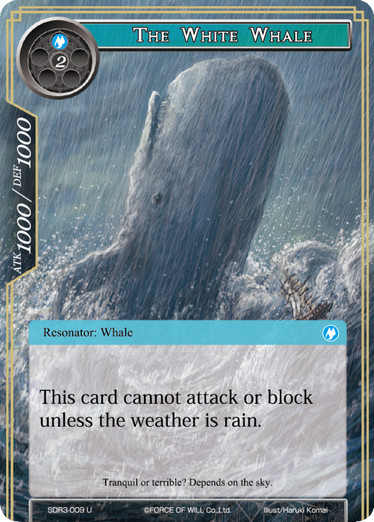 The White Whale
2
ATK 1000 / DEF 1000
Resonator: Whale
This card cannot attack or block
unless the weather is rain.
Tranquil or terrible? Depends on the sky.
SDR3-009 U ©FORCE OF WILL Co.,Ltd. Illust/Haruki Komai